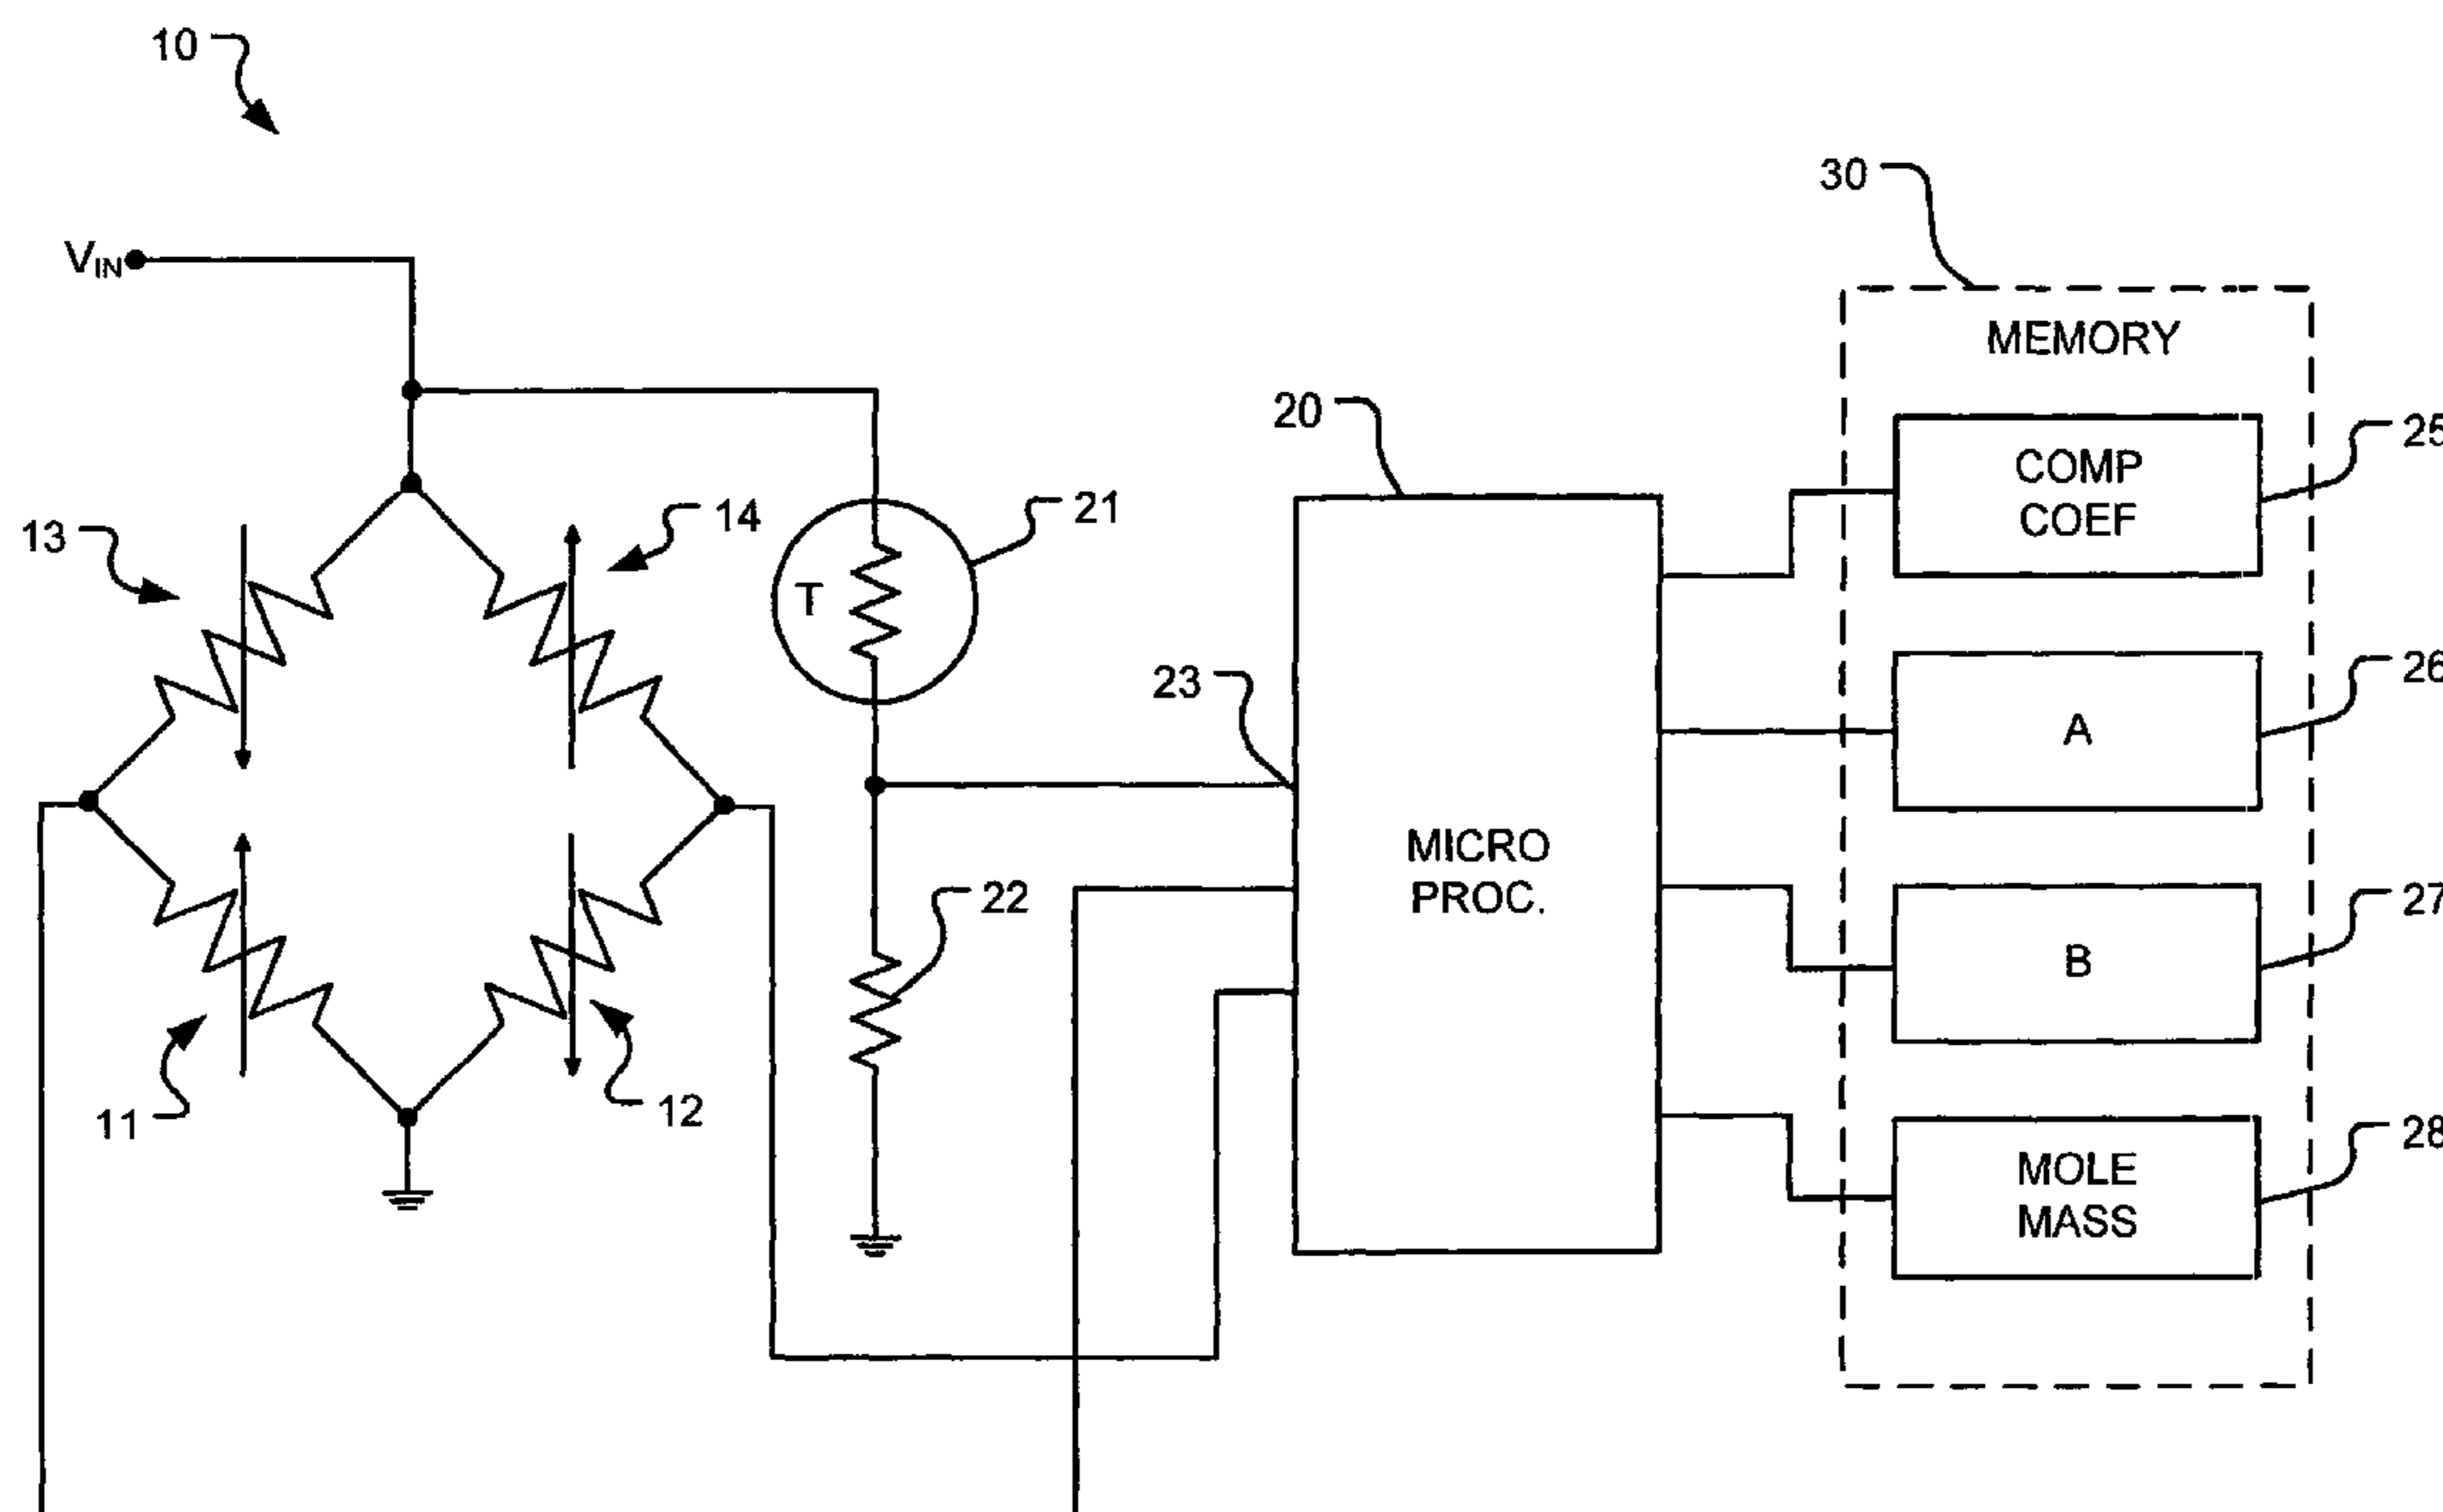 10
30
VIN
MEMORY
20
25
COMP
COEF
13
14
21
26
A
23
MICRO
PROC.
22
27
B
11
12
28
MOLE
MASS
T